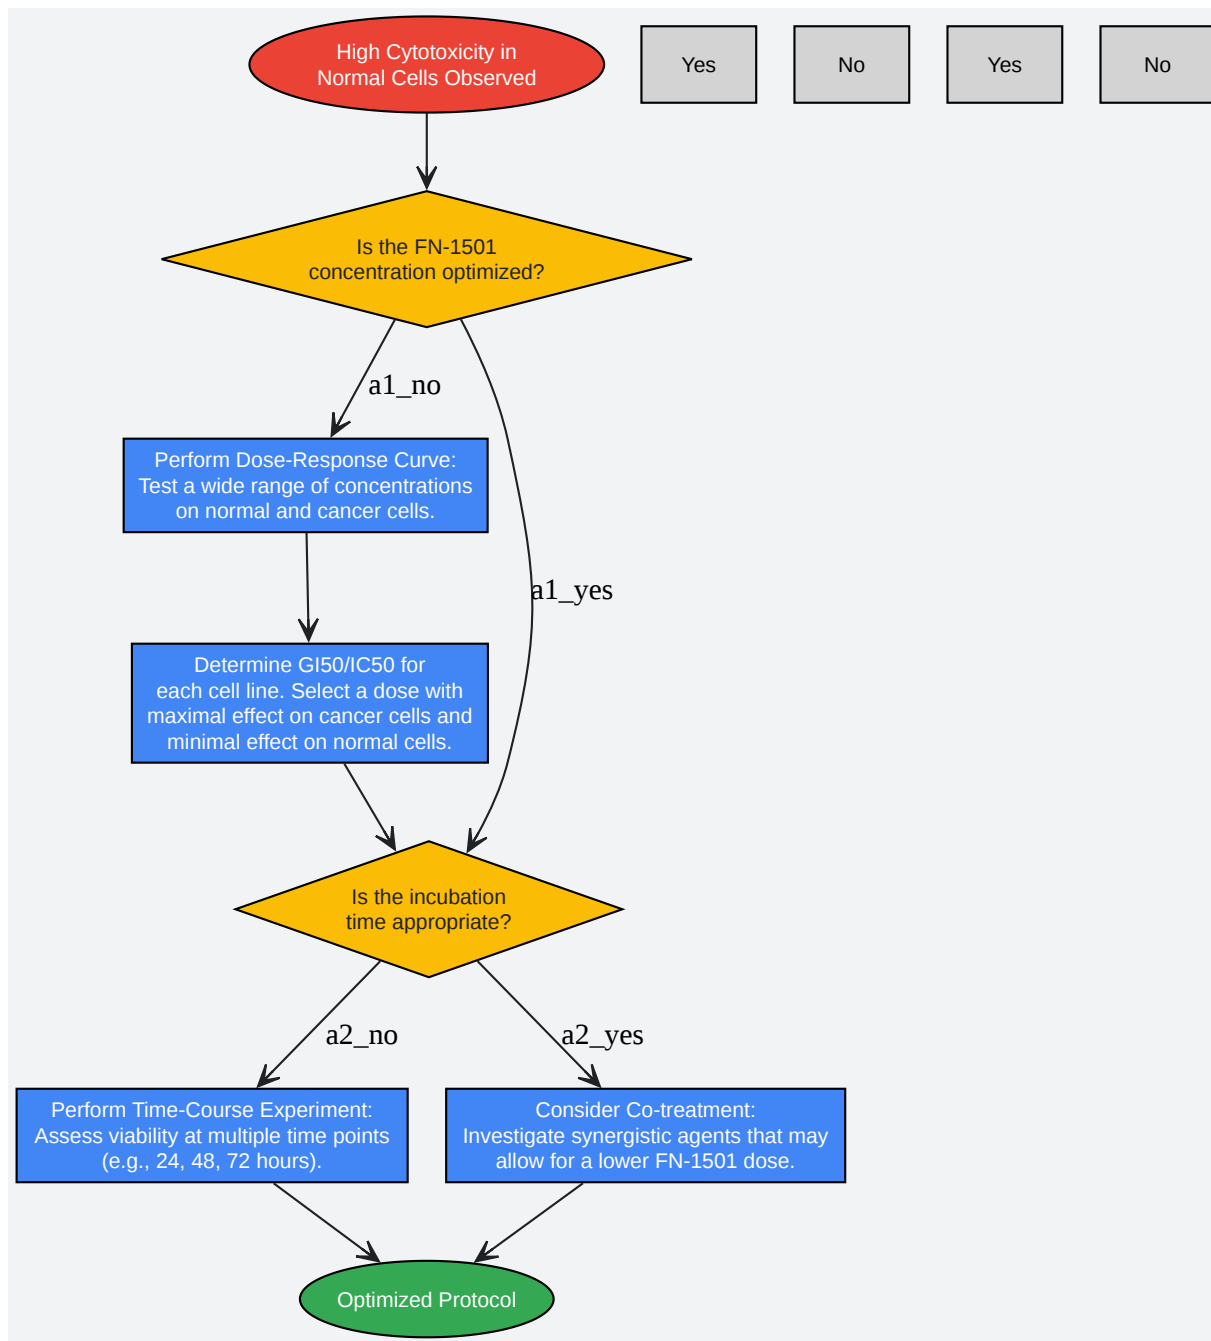 High Cytotoxicity in
Normal Cells Observed
Yes
No
Yes
No
Is the FN-1501
concentration optimized?
a1_no
Perform Dose-Response Curve:
Test a wide range of concentrations
on normal and cancer cells.
a1_yes
Determine GI50/IC50 for
each cell line. Select a dose with
maximal effect on cancer cells and
minimal effect on normal cells.
Is the incubation
time appropriate?
a2_no
a2_yes
Perform Time-Course Experiment:
Assess viability at multiple time points
(e.g., 24, 48, 72 hours).
Consider Co-treatment:
Investigate synergistic agents that may
allow for a lower FN-1501 dose.
Optimized Protocol